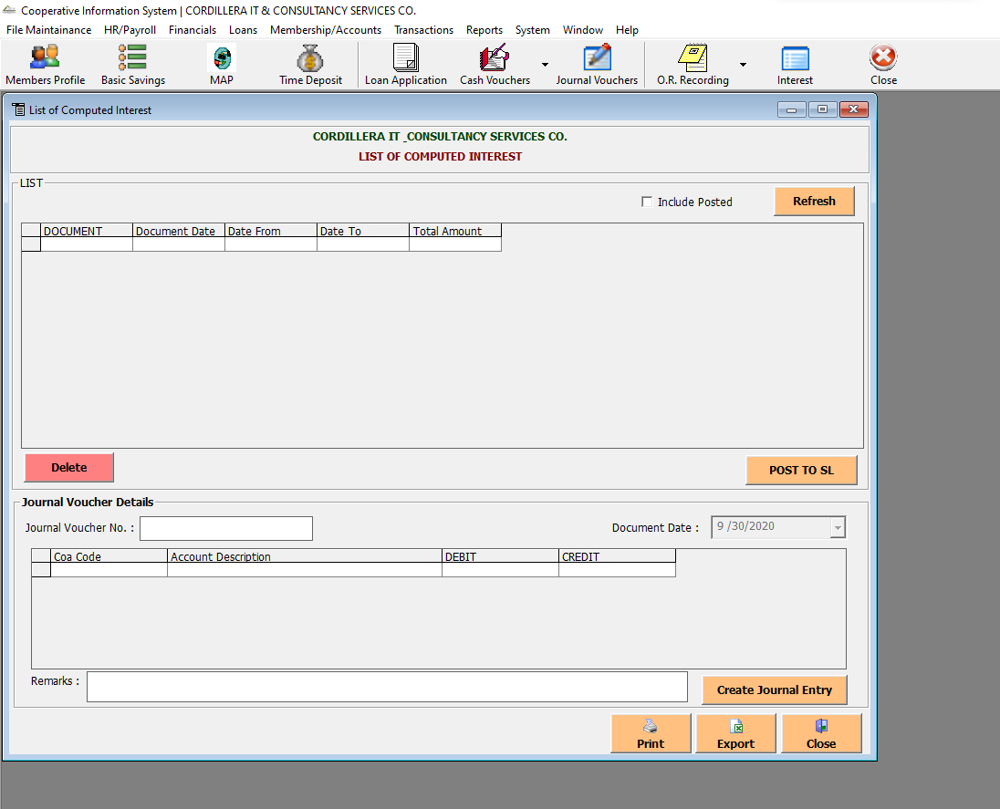 Cooperative Information System | CORDILLERA IT & CONSULTANCY SERVICES CO.
File Maintainance HR/Payroll Financials Loans Membership/Accounts Transactions Reports System Window Help
Members Profile Basic Savings MAP Time Deposit Loan Application Cash Vouchers Journal Vouchers O.R. Recording Interest Close
List of Computed Interest
CORDILLERA IT _CONSULTANCY SERVICES CO.
LIST OF COMPUTED INTEREST
LIST
Include Posted Refresh
DOCUMENT Document Date Date From Date To Total Amount
Delete POST TO SL
Journal Voucher Details
Journal Voucher No. : Document Date : 9 /30/2020
Coa Code Account Description DEBIT CREDIT
Remarks : Create Journal Entry
Print Export Close